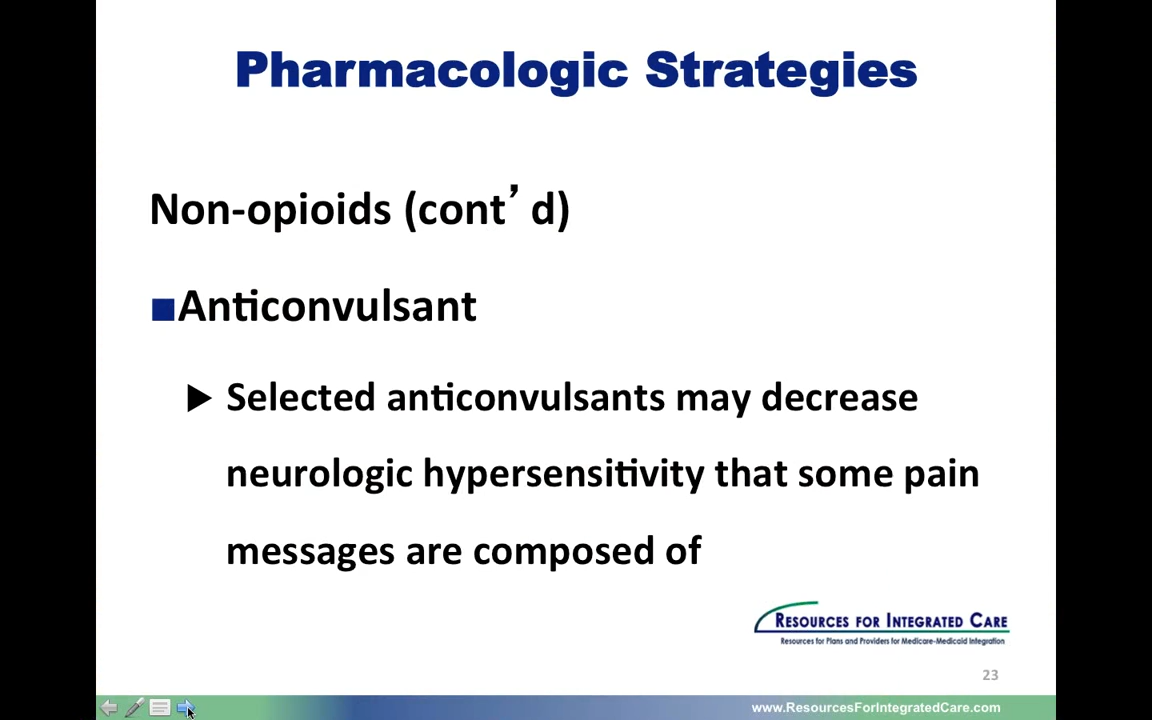 Pharmacologic Strategies
Non-opioids (cont’ d)
■Anticonvulsant
▶ Selected anticonvulsants may decrease
neurologic hypersensitivity that some pain
messages are composed of
RESOURCES FOR INTEGRATED CARE
Resources for Plans and Providers for Medicare-Medicaid Integration
23
www.ResourcesForIntegratedCare.com